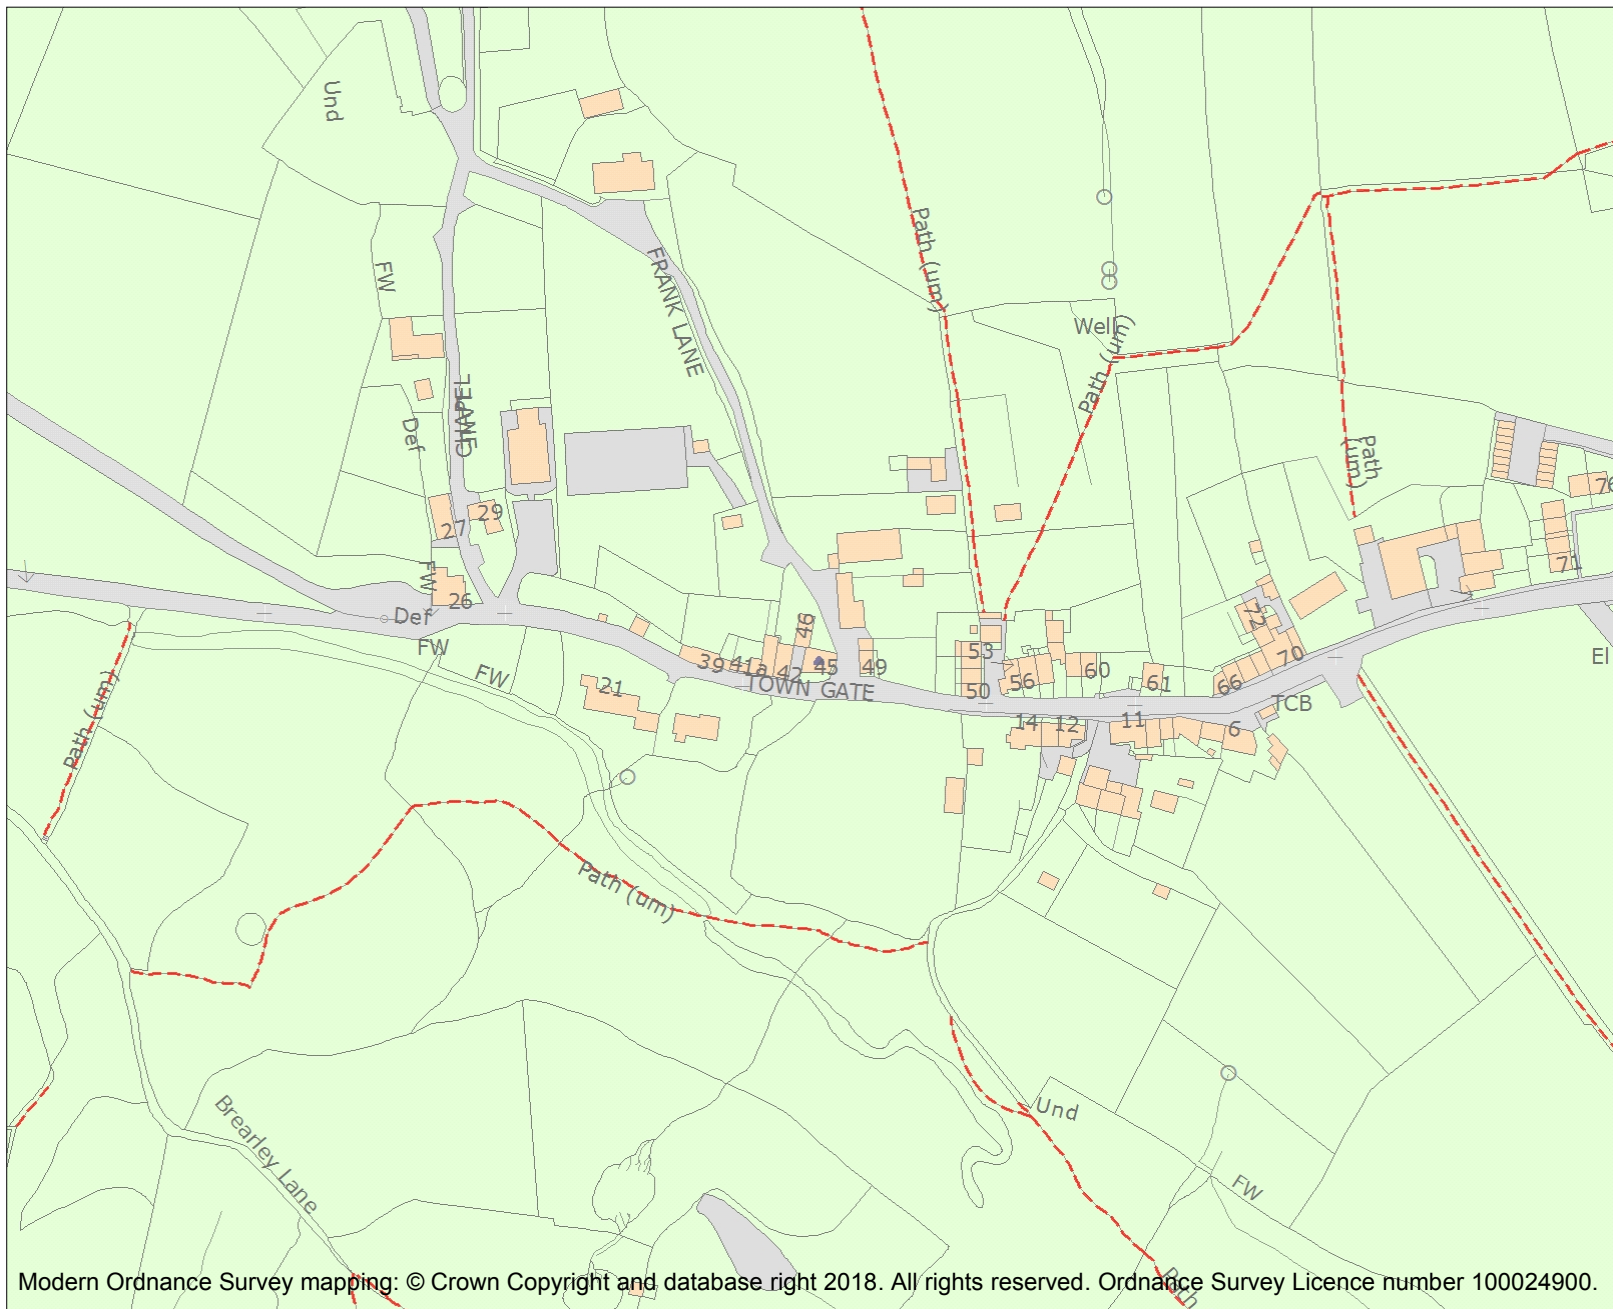 Und
Path (um)
FW
FRANK LANE
Well
Path (um)
CHAPEL
LANE
Def
Path
(um)
76
29
27
71
FW
26
Def
FW
46
72
53
39
41a
42
45
49
56
60
70
FW
61
66
21
TOWN GATE
50
El
Path (um)
14
12
11
TCB
6
Path (um)
Und
Brearley Lane
FW
Path
Modern Ordnance Survey mapping: © Crown Copyright and database right 2018. All rights reserved. Ordnance Survey Licence number 100024900.